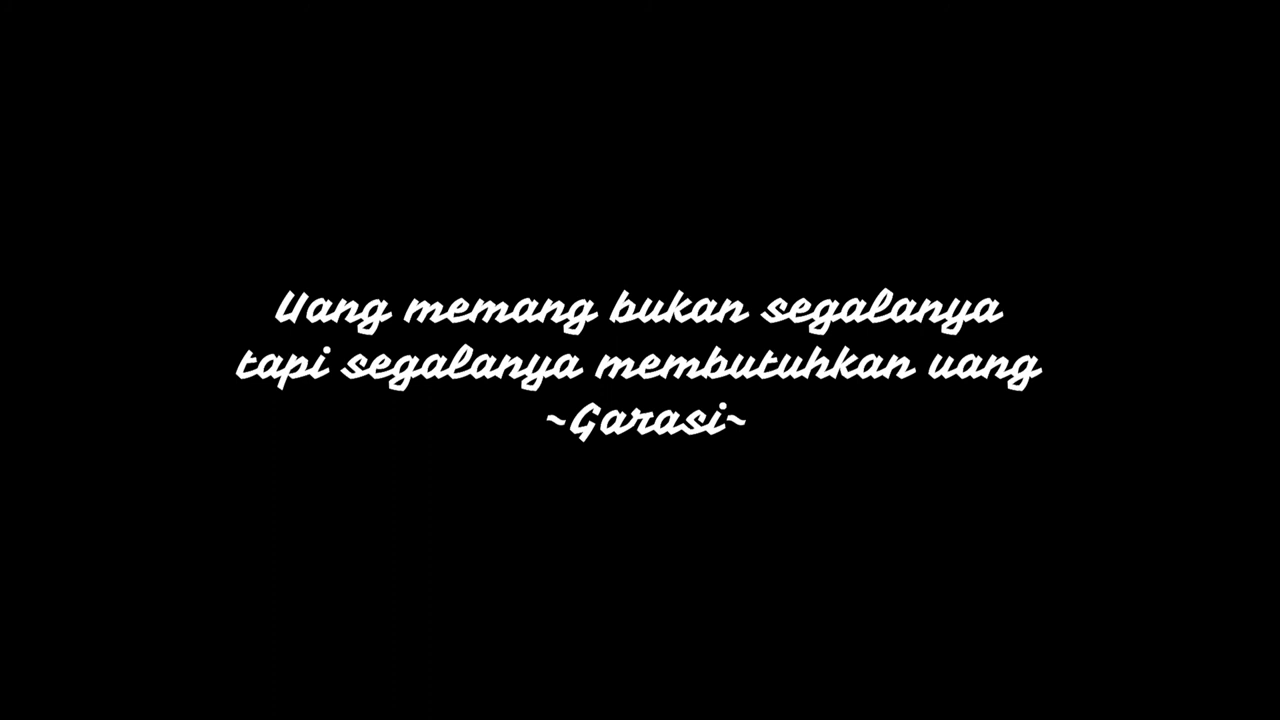 Uang memang bukan segalanya
tapi segalanya membutuhkan uang
~Garasi~